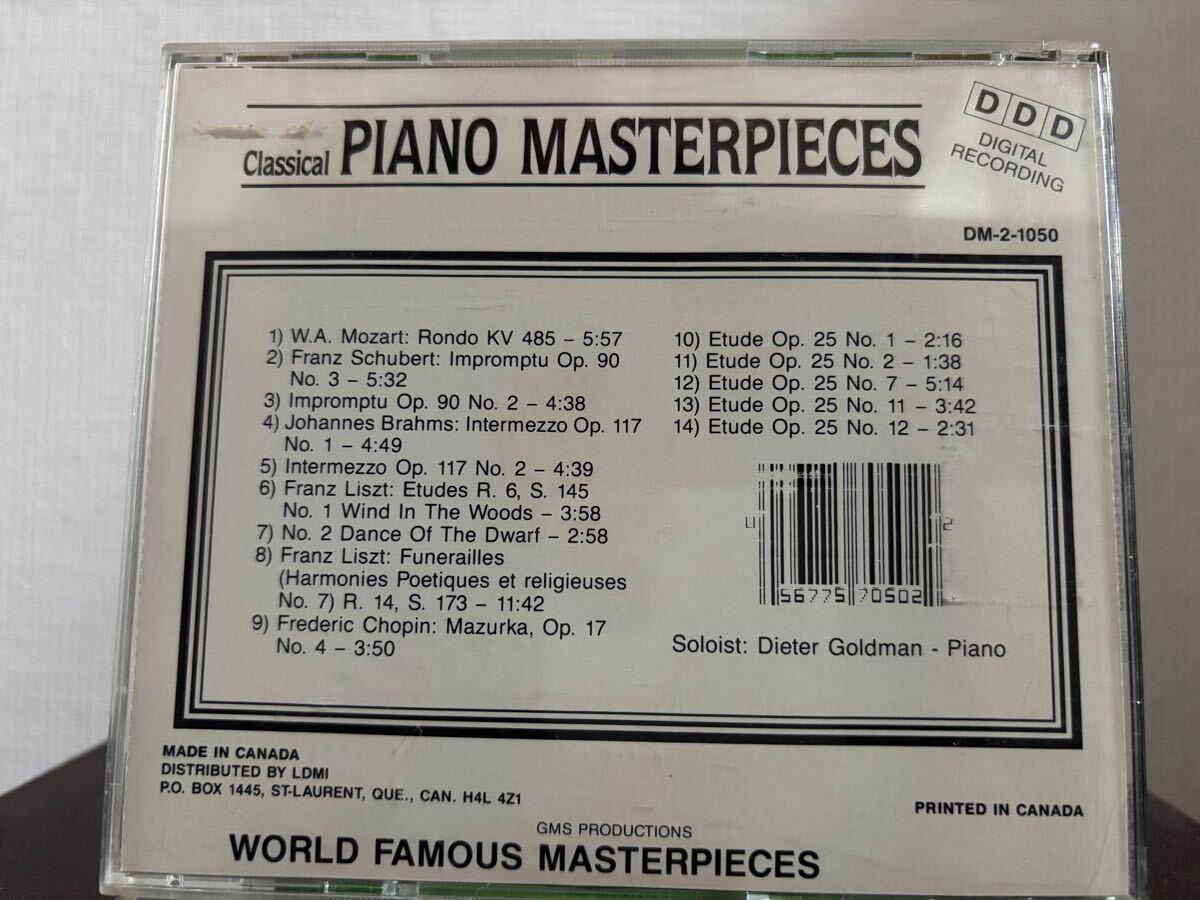 Classical PIANO MASTERPIECES
DDD
DIGITAL
RECORDING
DM-2-1050
1) W.A. Mozart: Rondo KV 485 – 5:57
2) Franz Schubert: Impromptu Op. 90
No. 3 – 5:32
3) Impromptu Op. 90 No. 2 – 4:38
4) Johannes Brahms: Intermezzo Op. 117
No. 1 – 4:49
5) Intermezzo Op. 117 No. 2 – 4:39
6) Franz Liszt: Etudes R. 6, S. 145
No. 1 Wind In The Woods – 3:58
7) No. 2 Dance Of The Dwarf – 2:58
8) Franz Liszt: Funerailles
(Harmonies Poetiques et religieuses
No. 7) R. 14, S. 173 – 11:42
9) Frederic Chopin: Mazurka, Op. 17
No. 4 – 3:50
10) Etude Op. 25 No. 1 – 2:16
11) Etude Op. 25 No. 2 – 1:38
12) Etude Op. 25 No. 7 – 5:14
13) Etude Op. 25 No. 11 – 3:42
14) Etude Op. 25 No. 12 – 2:31
56775 70502 2
Soloist: Dieter Goldman - Piano
MADE IN CANADA
DISTRIBUTED BY LDMI
P.O. BOX 1445, ST-LAURENT, QUE., CAN. H4L 4Z1
PRINTED IN CANADA
GMS PRODUCTIONS
WORLD FAMOUS MASTERPIECES